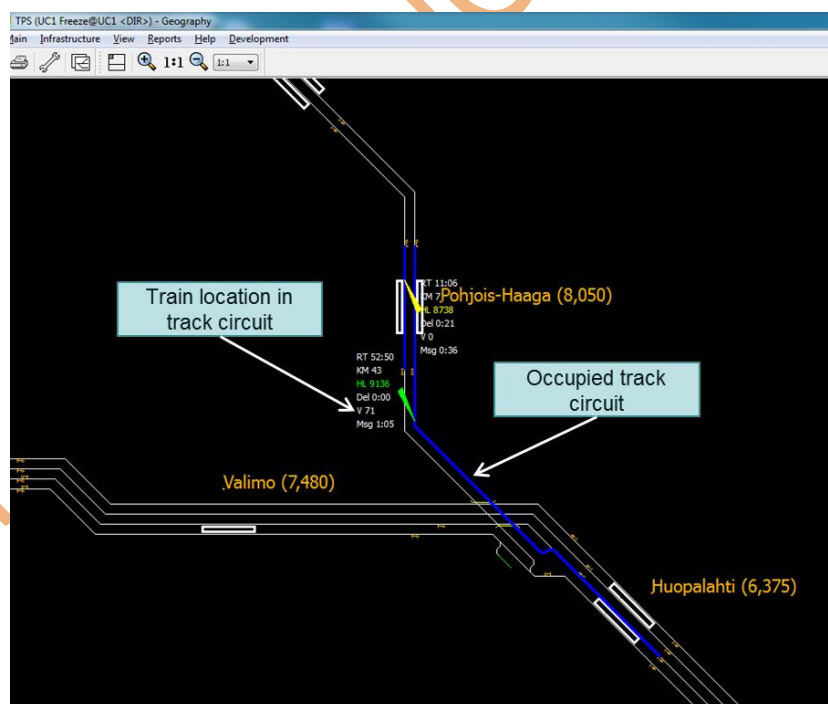 TPS (UC1 Freeze@UC1 <DIR>) - Geography
Main Infrastructure View Reports Help Development
1:1 1:1
RT 11:06
KM 7
Pohjois-Haaga (8,050)
HL 8738
Del 0:21
V 0
Msg 0:36
Train location in
track circuit
RT 52:50
KM 43
HL 9136
Del 0:00
V 71
Msg 1:05
Occupied track
circuit
Valimo (7,480)
Huopalahti (6,375)